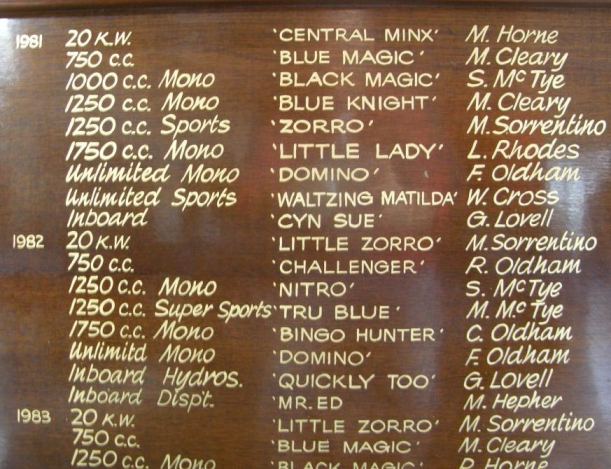 1981 20 K.W. 'CENTRAL MINX' M. Horne
750 c.c. 'BLUE MAGIC' M. Cleary
1000 c.c. Mono 'BLACK MAGIC' S. McTye
1250 c.c. Mono 'BLUE KNIGHT' M. Cleary
1250 c.c. Sports 'ZORRO' M. Sorrentino
1750 c.c. Mono 'LITTLE LADY' L. Rhodes
Unlimited Mono 'DOMINO' F. Oldham
Unlimited Sports 'WALTZING MATILDA' W. Cross
Inboard 'CYN SUE' G. Lovell
1982 20 K.W. 'LITTLE ZORRO' M. Sorrentino
750 c.c. 'CHALLENGER' R. Oldham
1250 c.c. Mono 'NITRO' S. McTye
1250 c.c. Super Sports 'TRU BLUE' M. McTye
1750 c.c. Mono 'BINGO HUNTER' C. Oldham
Unlimitd Mono 'DOMINO' F. Oldham
Inboard Hydros. 'QUICKLY TOO' G. Lovell
Inboard Dispt. 'MR. ED M. Hepher
1983 20 K.W. 'LITTLE ZORRO' M. Sorrentino
750 c.c. 'BLUE MAGIC' M. Cleary
1250 c.c. Mono 'BLACK MAGIC' R. Horne